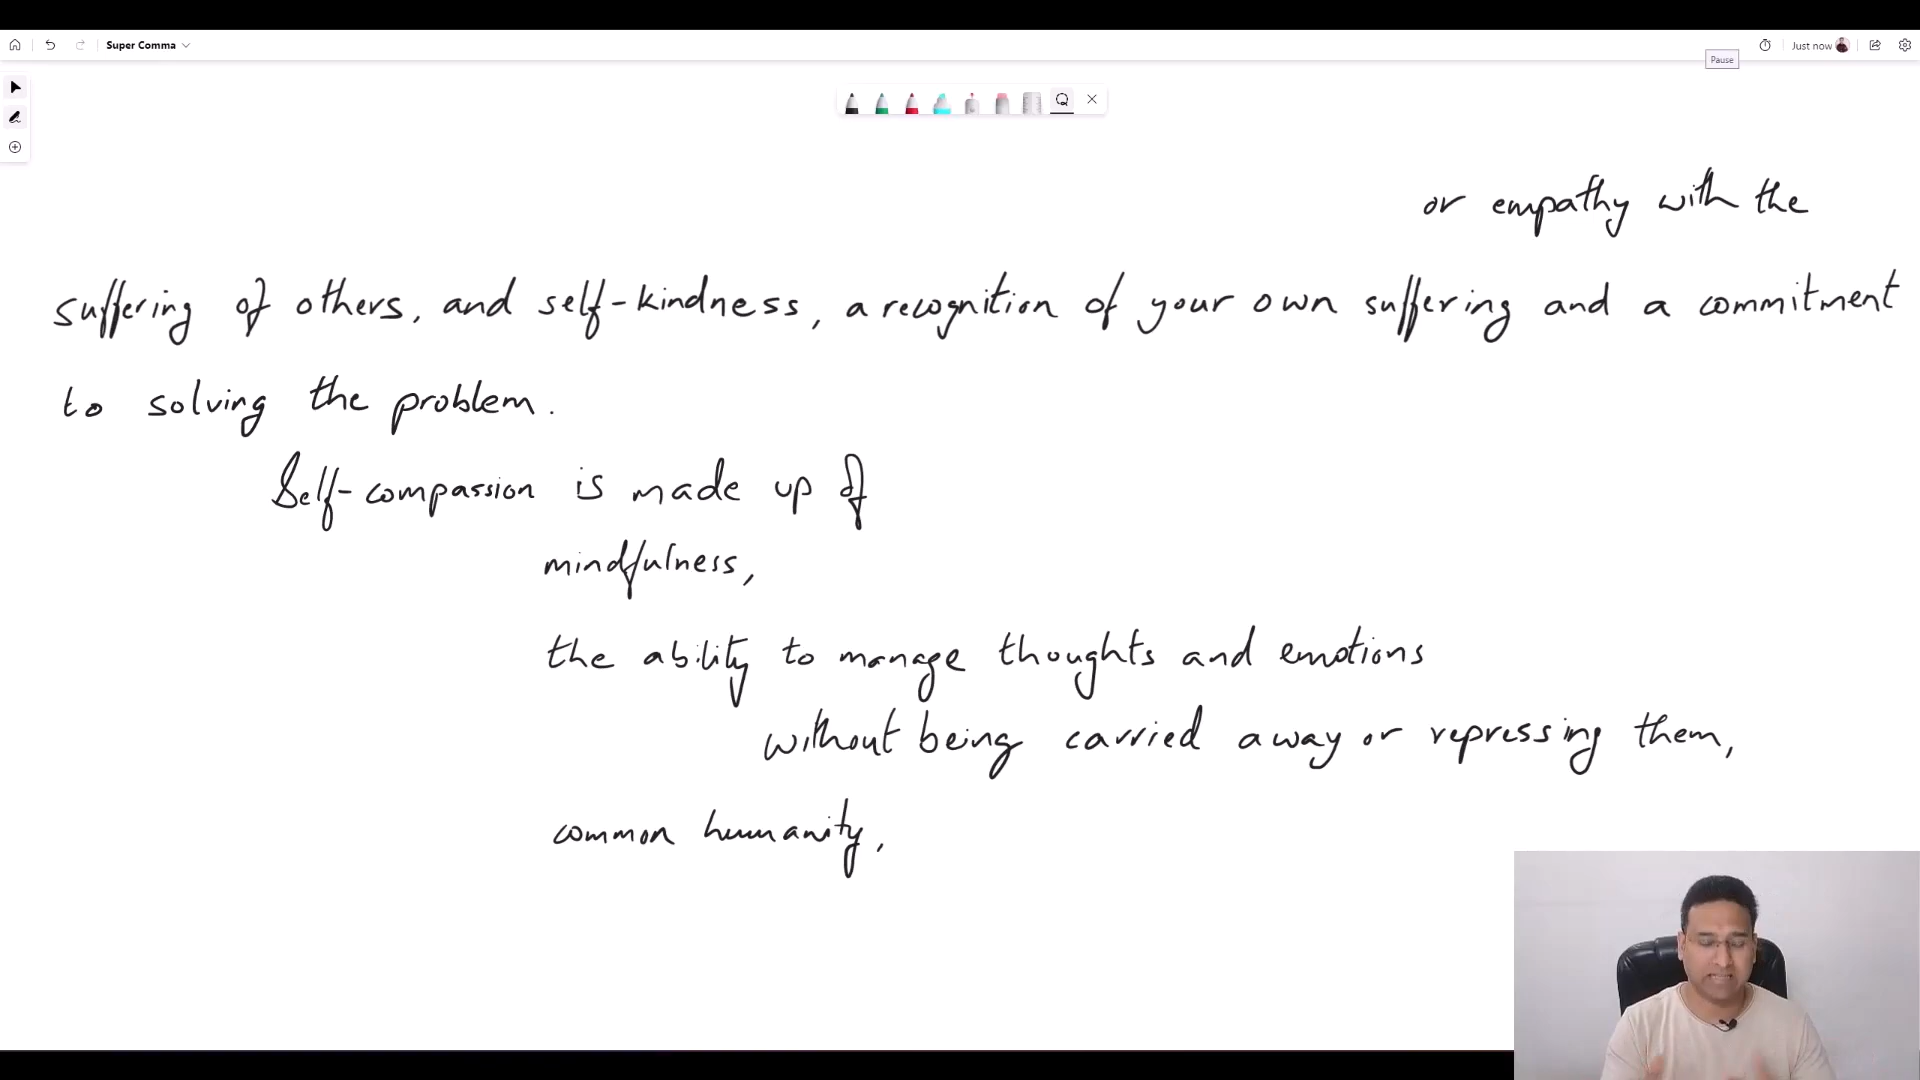 Super Comma
Just now
Pause
or empathy with the
suffering of others, and self-kindness, a recognition of your own suffering and a commitment
to solving the problem.
Self-compassion is made up of
mindfulness,
the ability to manage thoughts and emotions
without being carried away or repressing them,
common humanity,